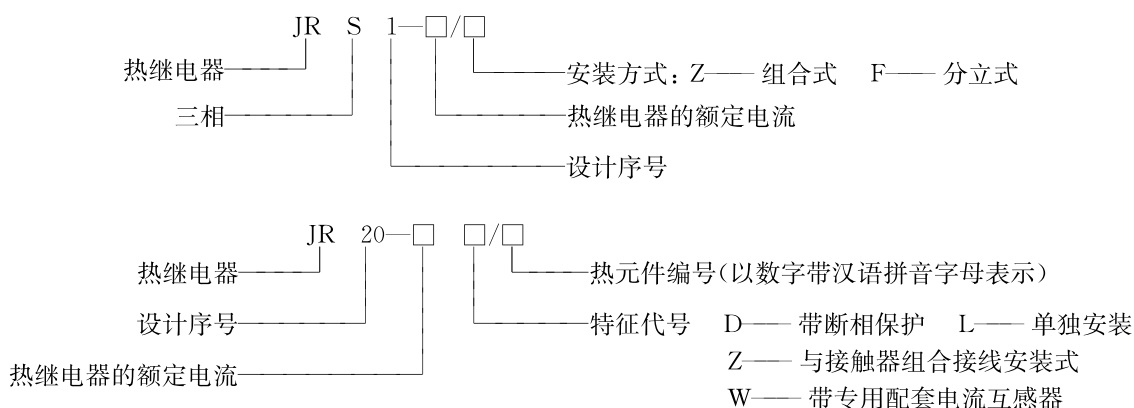 JR S 1—□/□
热继电器 安装方式：Z—— 组合式 F—— 分立式
三相 热继电器的额定电流
设计序号
JR 20—□ □/□
热继电器 热元件编号(以数字带汉语拼音字母表示)
设计序号 特征代号 D—— 带断相保护 L—— 单独安装
Z—— 与接触器组合接线安装式
热继电器的额定电流
W—— 带专用配套电流互感器